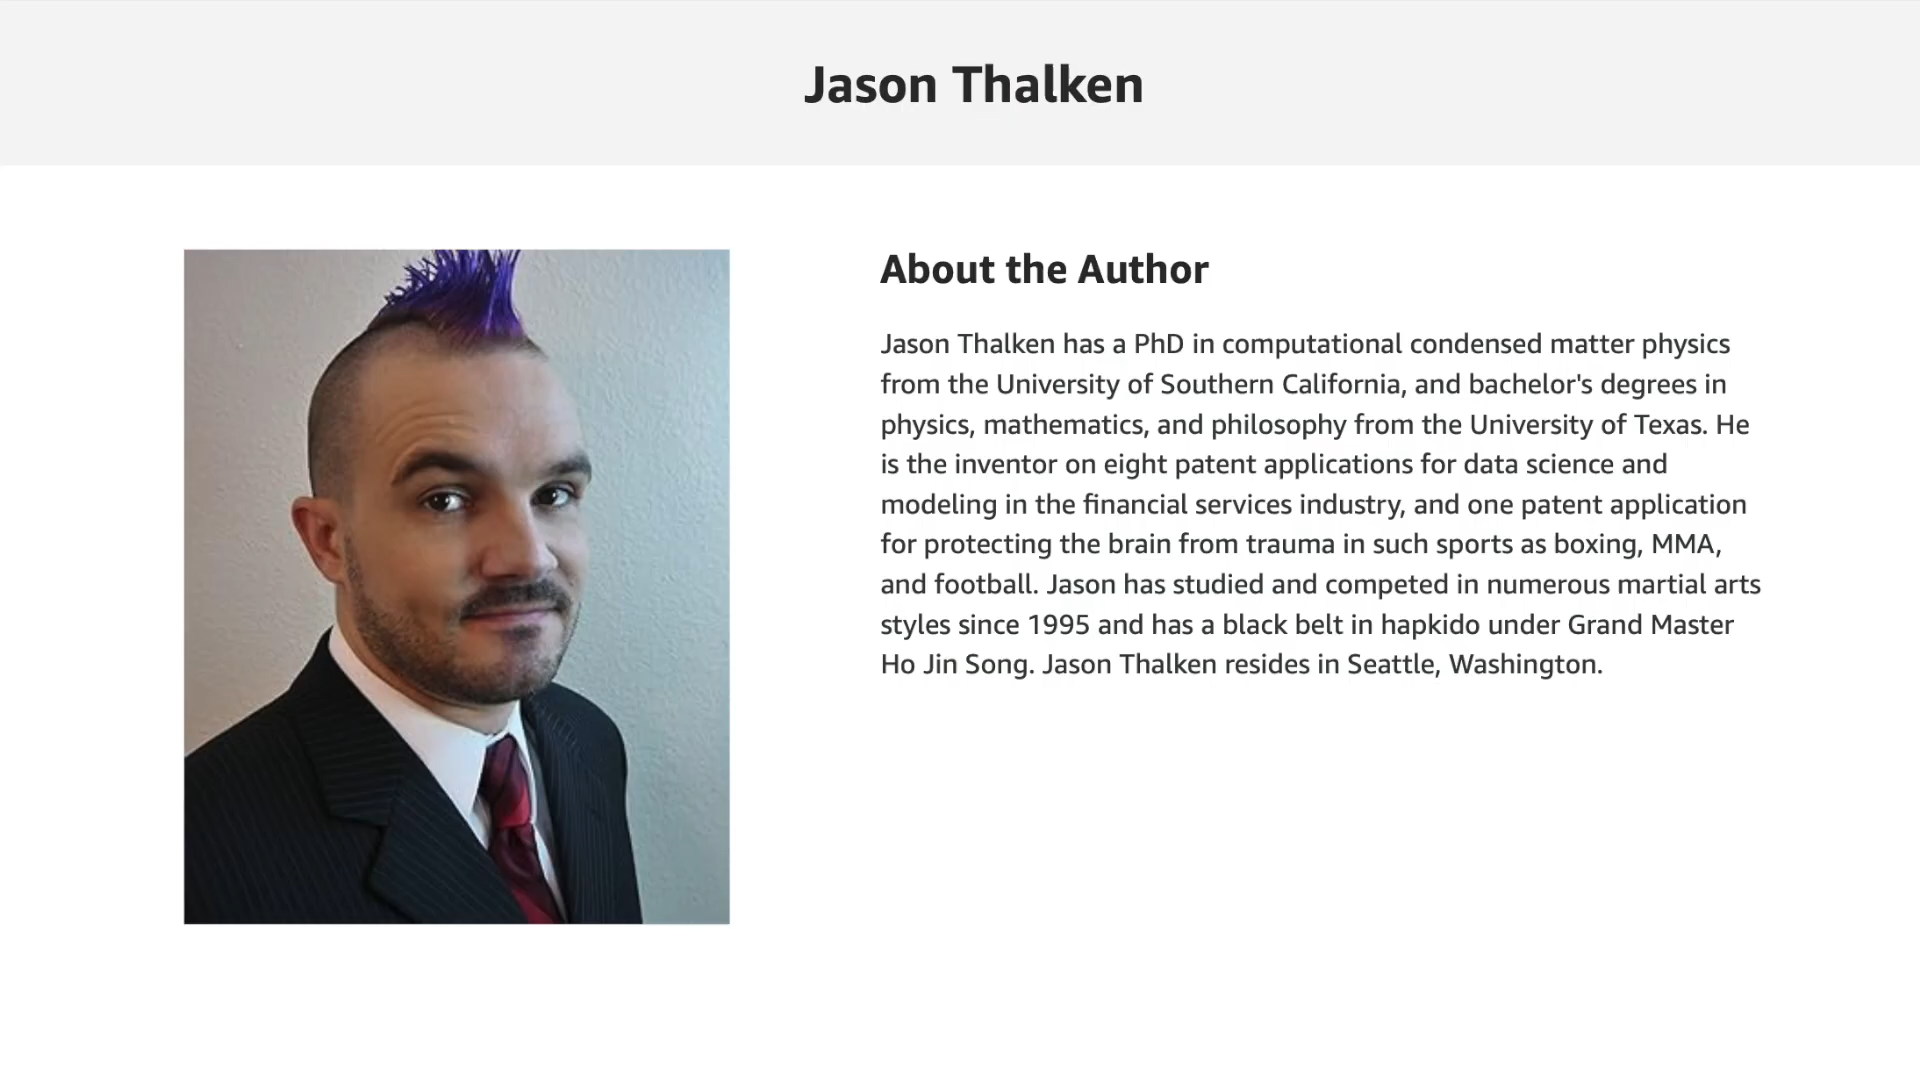 Jason Thalken
About the Author
Jason Thalken has a PhD in computational condensed matter physics
from the University of Southern California, and bachelor's degrees in
physics, mathematics, and philosophy from the University of Texas. He
is the inventor on eight patent applications for data science and
modeling in the financial services industry, and one patent application
for protecting the brain from trauma in such sports as boxing, MMA,
and football. Jason has studied and competed in numerous martial arts
styles since 1995 and has a black belt in hapkido under Grand Master
Ho Jin Song. Jason Thalken resides in Seattle, Washington.